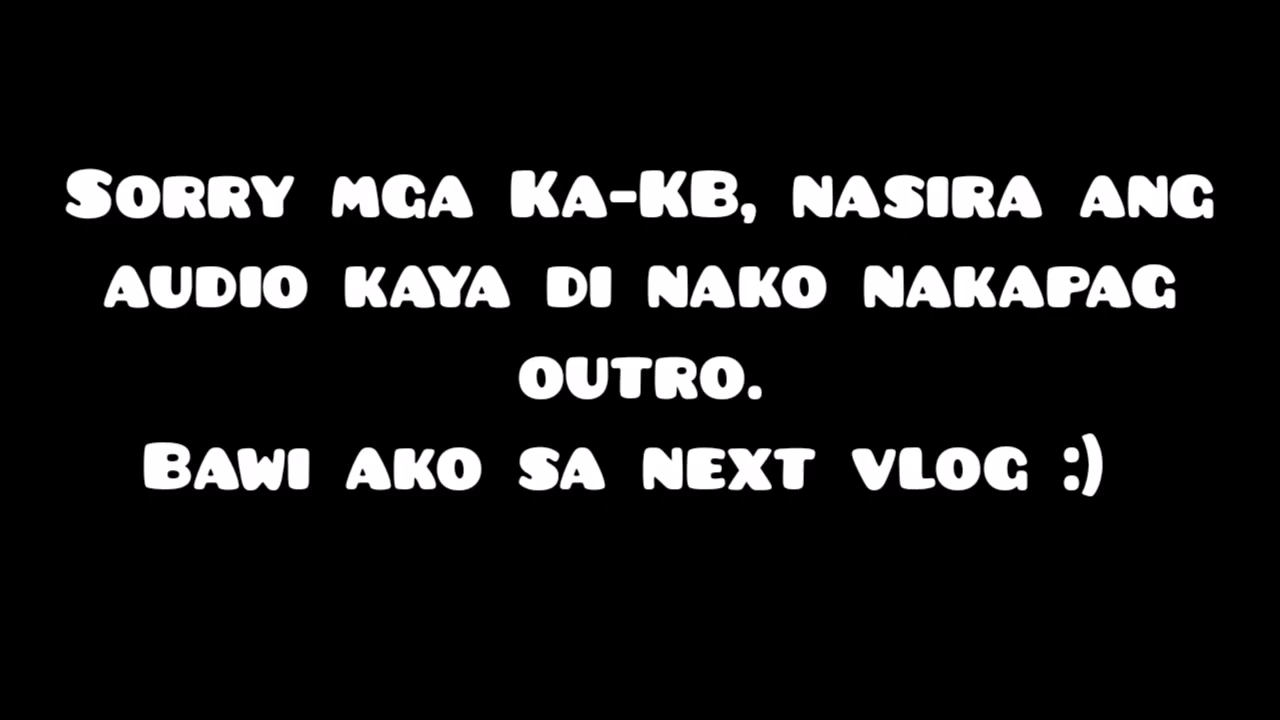 Sorry mga Ka-KB, nasira ang
audio kaya di nako nakapag
outro.
Bawi ako sa next vlog :)